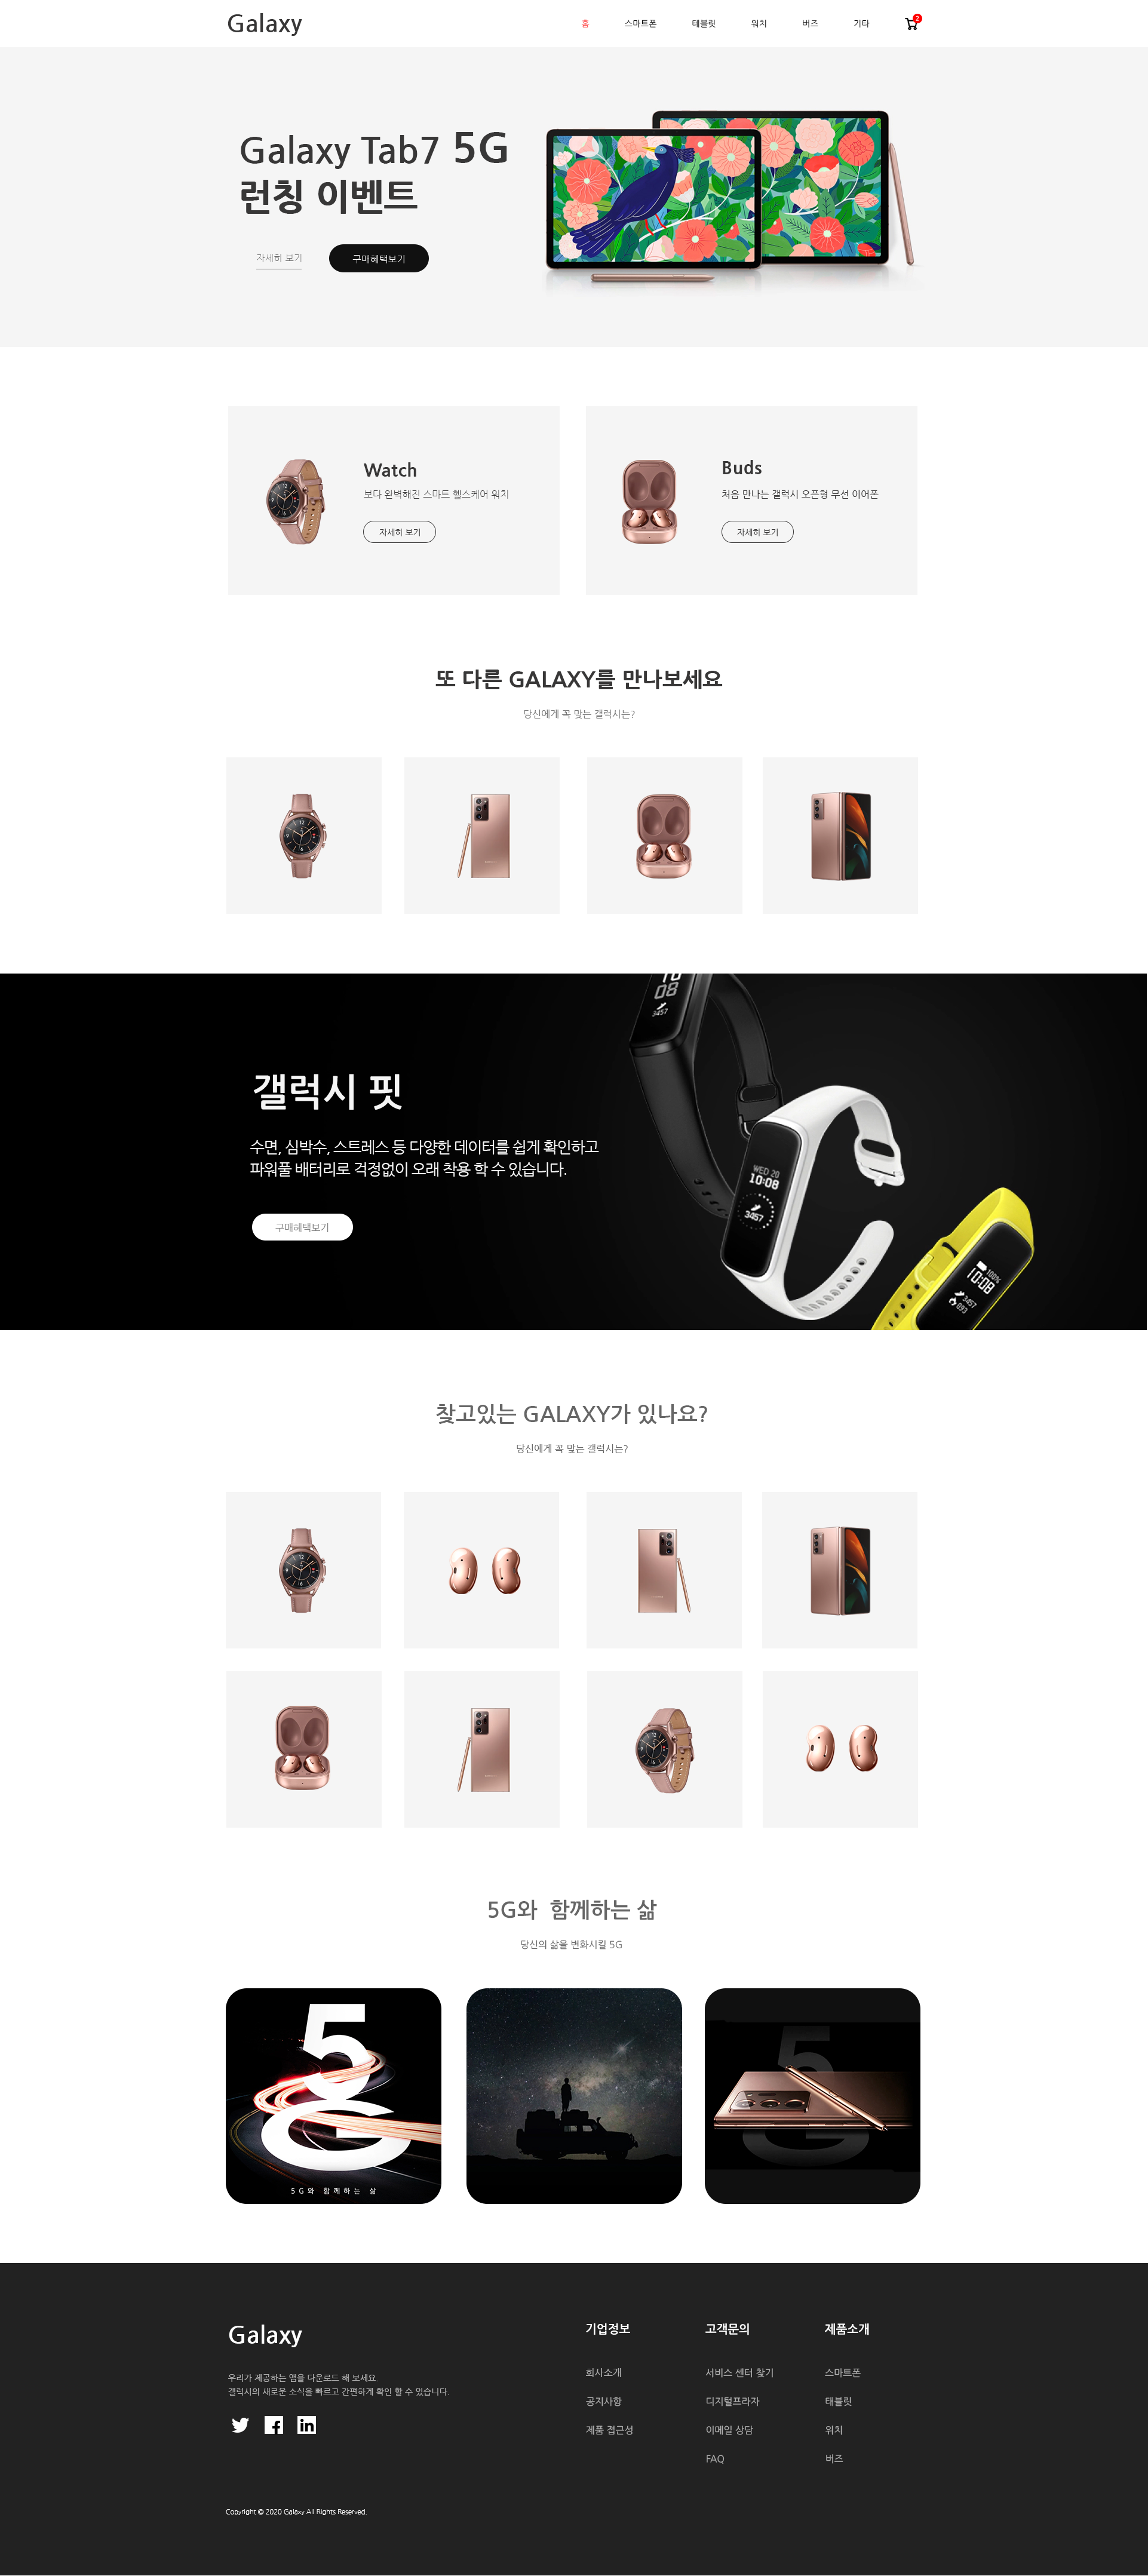 Galaxy
홈 스마트폰 테블릿 워치 버즈 기타 2
Galaxy Tab7 5G
런칭 이벤트
자세히 보기 구매혜택보기
Watch
보다 완벽해진 스마트 헬스케어 워치
자세히 보기
Buds
처음 만나는 갤럭시 오픈형 무선 이어폰
자세히 보기
또 다른 GALAXY를 만나보세요
당신에게 꼭 맞는 갤럭시는?
갤럭시 핏
수면, 심박수, 스트레스 등 다양한 데이터를 쉽게 확인하고
파워풀 배터리로 걱정없이 오래 착용 할 수 있습니다.
구매혜택보기
08
3457
WED 20
10:08
3457
100%
10:08
3457
093
찾고있는 GALAXY가 있나요?
당신에게 꼭 맞는 갤럭시는?
5G와 함께하는 삶
당신의 삶을 변화시킬 5G
5G
5G와 함께하는 삶
5G
Galaxy
우리가 제공하는 앱을 다운로드 해 보세요.
갤럭시의 새로운 소식을 빠르고 간편하게 확인 할 수 있습니다.
기업정보
회사소개
공지사항
제품 접근성
고객문의
서비스 센터 찾기
디지털프라자
이메일 상담
FAQ
제품소개
스마트폰
태블릿
워치
버즈
Copyright © 2020 Galaxy All Rights Reserved.